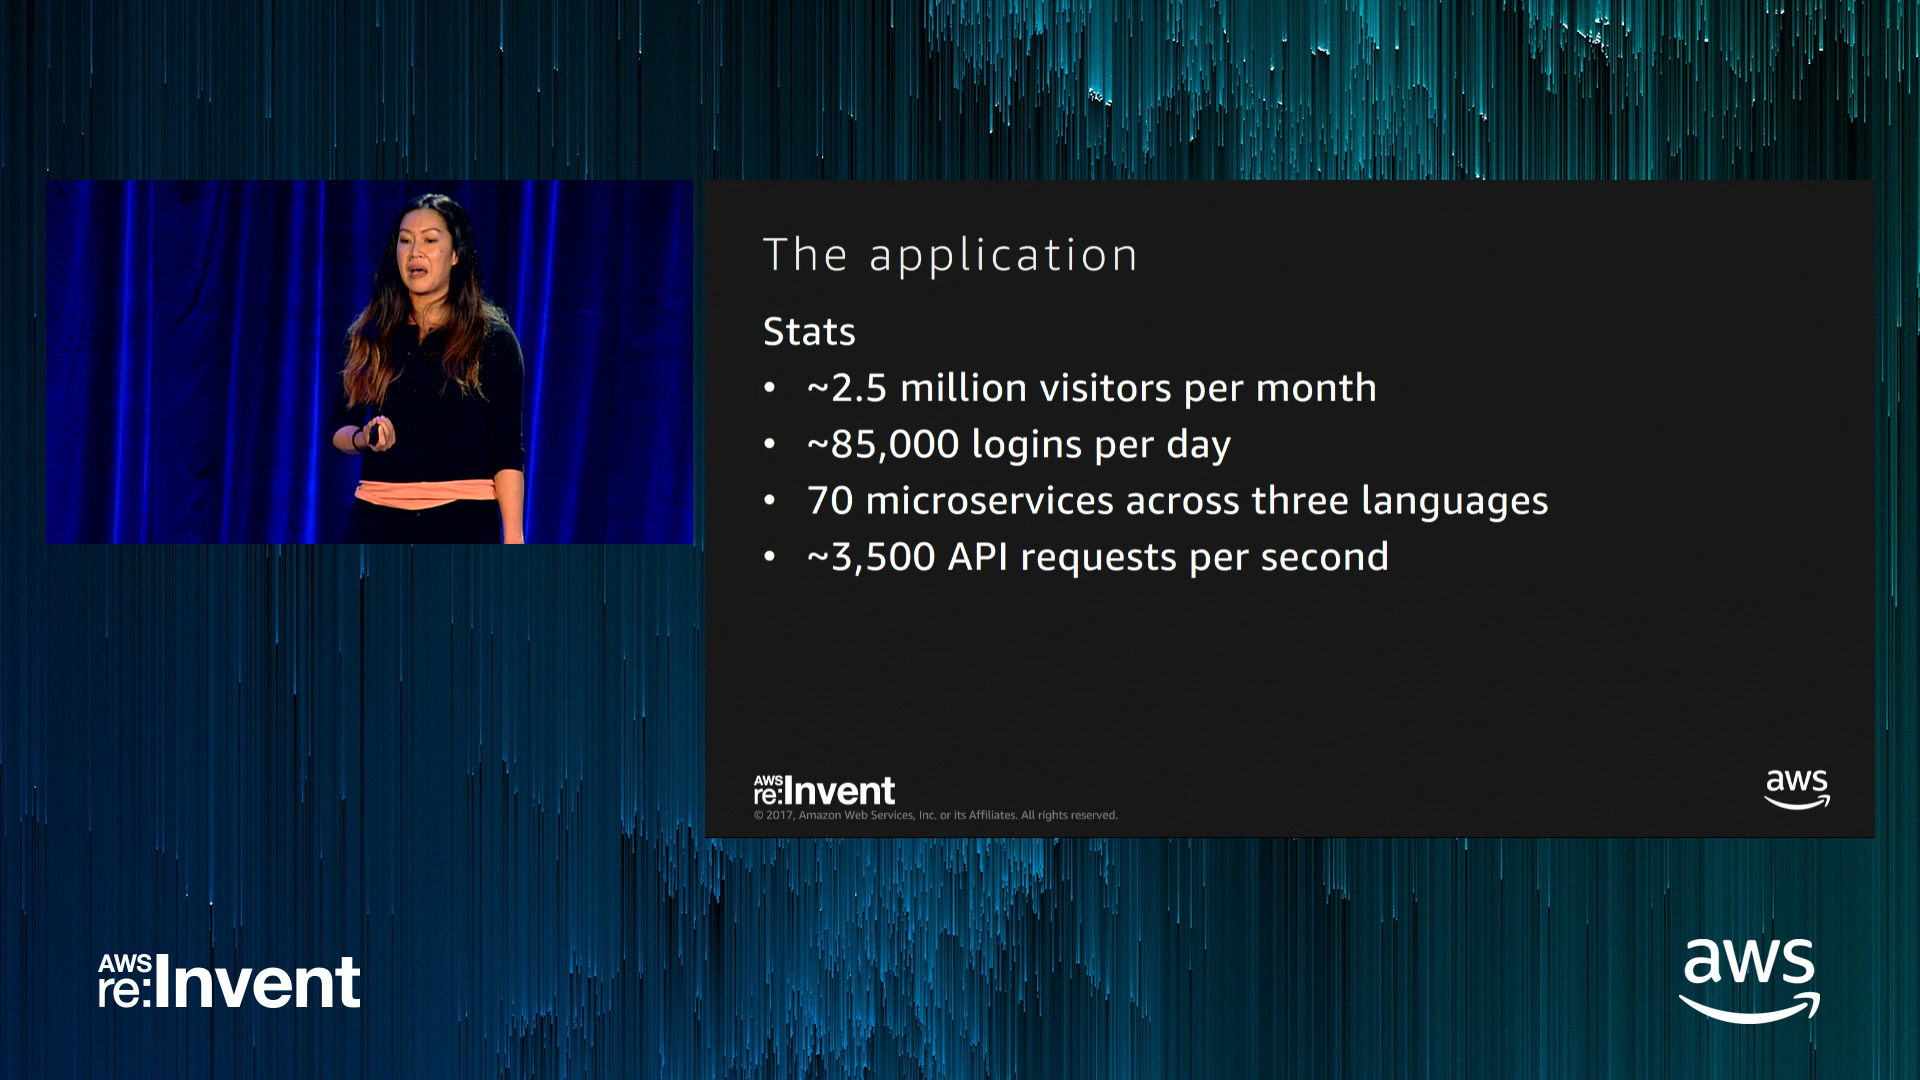 The application
Stats
• ~2.5 million visitors per month
• ~85,000 logins per day
• 70 microservices across three languages
• ~3,500 API requests per second
AWS
re:Invent
© 2017, Amazon Web Services, Inc. or its Affiliates. All rights reserved.
aws
AWS
re:Invent
aws